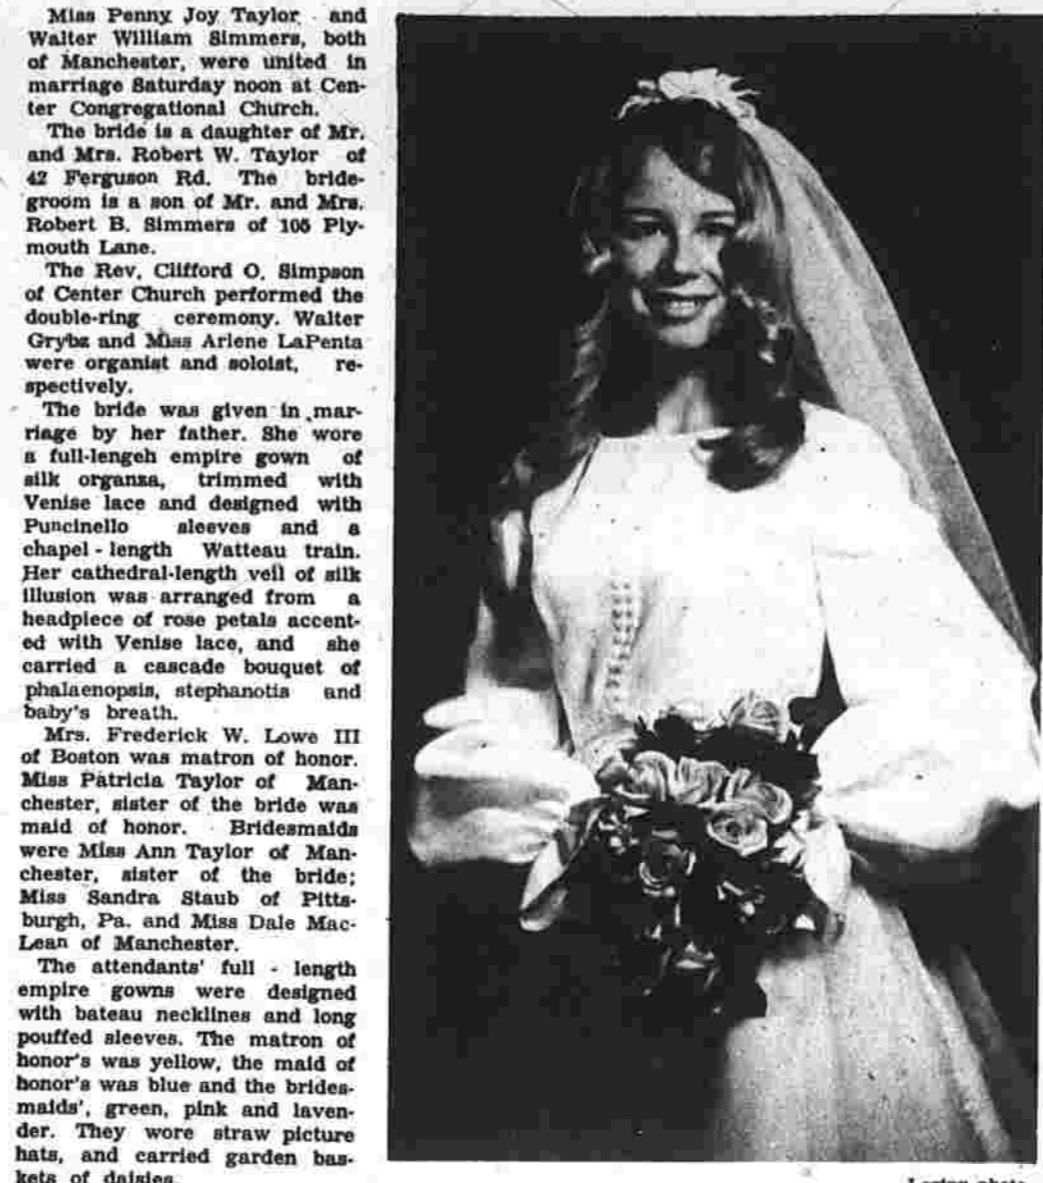 Miss Penny Joy Taylor and
Walter William Simmers, both
of Manchester, were united in
marriage Saturday noon at Cen-
ter Congregational Church.
The bride is a daughter of Mr.
and Mrs. Robert W. Taylor of
42 Ferguson Rd. The bride-
groom is a son of Mr. and Mrs.
Robert B. Simmers of 105 Ply-
mouth Lane.
The Rev. Clifford O. Simpson
of Center Church performed the
double-ring ceremony. Walter
Grybz and Miss Arlene LaPenta
were organist and soloist, re-
spectively.
The bride was given in mar-
riage by her father. She wore
a full-lengeh empire gown of
silk organza, trimmed with
Venise lace and designed with
Puncinello sleeves and a
chapel - length Watteau train.
Her cathedral-length veil of silk
illusion was arranged from a
headpiece of rose petals accent-
ed with Venise lace, and she
carried a cascade bouquet of
phalaenopsis, stephanotis and
baby's breath.
Mrs. Frederick W. Lowe III
of Boston was matron of honor.
Miss Patricia Taylor of Man-
chester, sister of the bride was
maid of honor. Bridesmaids
were Miss Ann Taylor of Man-
chester, sister of the bride;
Miss Sandra Staub of Pitts-
burgh, Pa. and Miss Dale Mac-
Lean of Manchester.
The attendants' full - length
empire gowns were designed
with bateau necklines and long
pouffed sleeves. The matron of
honor's was yellow, the maid of
honor's was blue and the brides-
maids', green, pink and laven-
der. They wore straw picture
hats, and carried garden bas-
kets of daisies.
photo